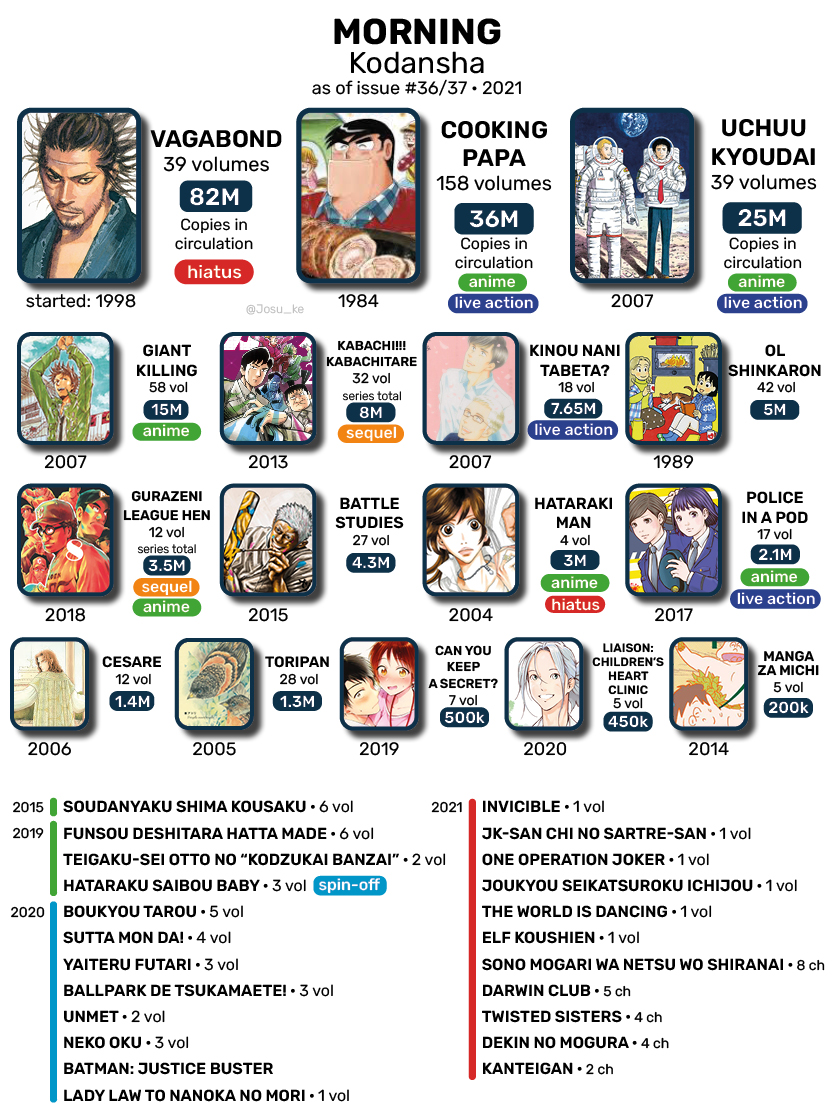 MORNING
Kodansha
as of issue #36/37 • 2021
VAGABOND
39 volumes
82M
Copies in
circulation
hiatus
started: 1998
@Josu_ke
COOKING
PAPA
158 volumes
36M
Copies in
circulation
anime
live action
1984
UCHUU
KYOUDAI
39 volumes
25M
Copies in
circulation
anime
live action
2007
GIANT
KILLING
58 vol
15M
anime
2007
KABACHI!!!
KABACHITARE
32 vol
series total
8M
sequel
2013
KINOU NANI
TABETA?
18 vol
7.65M
live action
2007
OL
SHINKARON
42 vol
5M
1989
GURAZENI
LEAGUE HEN
12 vol
series total
3.5M
sequel
anime
2018
BATTLE
STUDIES
27 vol
4.3M
2015
HATARAKI
MAN
4 vol
3M
anime
hiatus
2004
POLICE
IN A POD
17 vol
2.1M
anime
live action
2017
CESARE
12 vol
1.4M
2006
TORIPAN
28 vol
1.3M
2005
CAN YOU
KEEP
A SECRET?
7 vol
500k
2019
LIAISON:
CHILDREN'S
HEART
CLINIC
5 vol
450k
2020
MANGA
ZA MICHI
5 vol
200k
2014
2015
SOUDANYAKU SHIMA KOUSAKU • 6 vol
2019
FUNSOU DESHITARA HATTA MADE • 6 vol
TEIGAKU-SEI OTTO NO “KODZUKAI BANZAI” • 2 vol
HATARAKU SAIBOU BABY • 3 vol spin-off
2020
BOUKYOU TAROU • 5 vol
SUTTA MON DA! • 4 vol
YAITERU FUTARI • 3 vol
BALLPARK DE TSUKAMAETE! • 3 vol
UNMET • 2 vol
NEKO OKU • 3 vol
BATMAN: JUSTICE BUSTER
LADY LAW TO NANOKA NO MORI • 1 vol
2021
INVICIBLE • 1 vol
JK-SAN CHI NO SARTRE-SAN • 1 vol
ONE OPERATION JOKER • 1 vol
JOUKYOU SEIKATSUROKU ICHIJOU • 1 vol
THE WORLD IS DANCING • 1 vol
ELF KOUSHIEN • 1 vol
SONO MOGARI WA NETSU WO SHIRANAI • 8 ch
DARWIN CLUB • 5 ch
TWISTED SISTERS • 4 ch
DEKIN NO MOGURA • 4 ch
KANTEIGAN • 2 ch